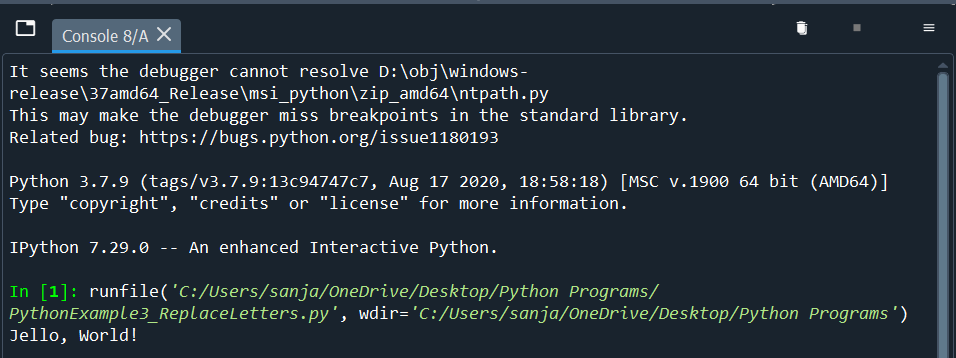 Console 8/A
It seems the debugger cannot resolve D:\obj\windows-
release\37amd64_Release\msi_python\zip_amd64\ntpath.py
This may make the debugger miss breakpoints in the standard library.
Related bug: https://bugs.python.org/issue1180193
Python 3.7.9 (tags/v3.7.9:13c94747c7, Aug 17 2020, 18:58:18) [MSC v.1900 64 bit (AMD64)]
Type "copyright", "credits" or "license" for more information.
IPython 7.29.0 -- An enhanced Interactive Python.
In [1]: runfile('C:/Users/sanja/OneDrive/Desktop/Python Programs/
PythonExample3_ReplaceLetters.py', wdir='C:/Users/sanja/OneDrive/Desktop/Python Programs')
Jello, World!